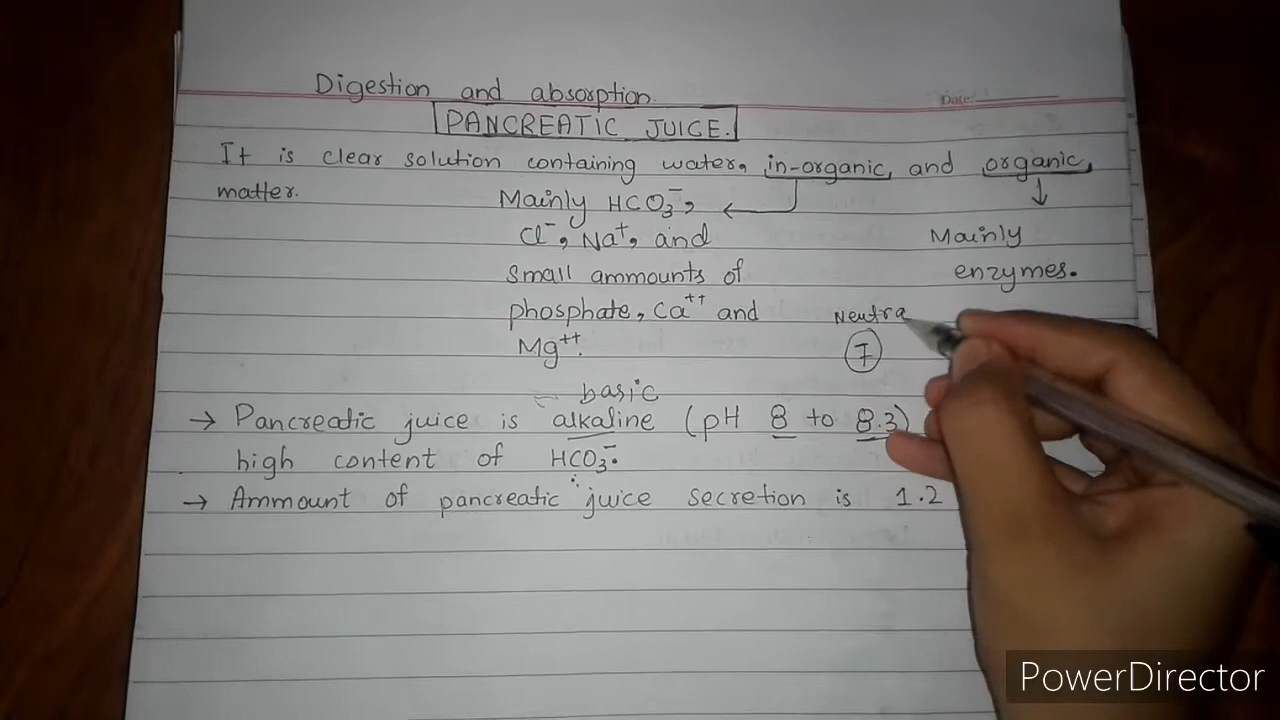 Digestion and absorption.
Date:
PANCREATIC JUICE.
It is clear solution containing water, in-organic, and organic,
matter.
Mainly HCO₃⁻,
Cl⁻, Na⁺, and
small ammounts of
phosphate, Ca⁺⁺ and
Mg⁺⁺.
Mainly
enzymes.
Neutra
7
basic
→ Pancreatic juice is alkaline (pH 8 to 8.3)
high content of HCO₃⁻.
→ Ammount of pancreatic juice secretion is 1.2
PowerDirector